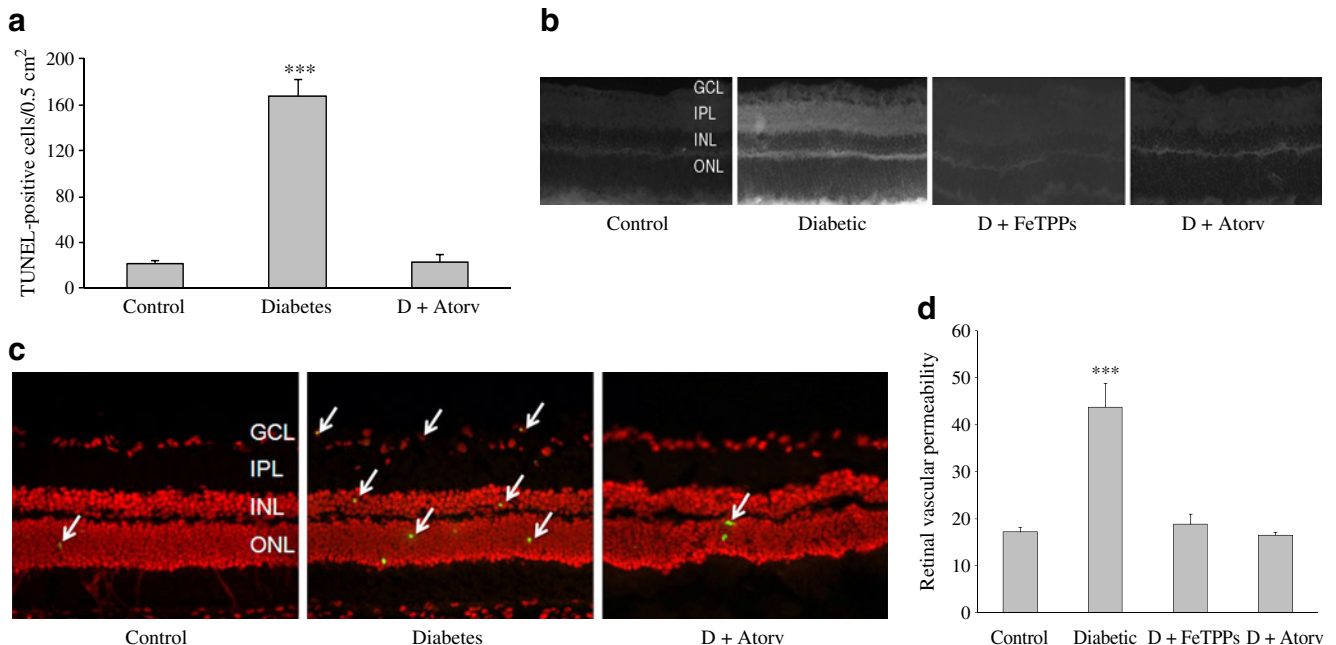 a
TUNEL-positive cells/0.5 cm²
200
160
120
80
40
0
***
Control Diabetes D + Atorv
b
GCL
IPL
INL
ONL
Control Diabetic D + FeTPPs D + Atorv
c
GCL
IPL
INL
ONL
Control Diabetes D + Atorv
d
Retinal vascular permeability
60
50
40
30
20
10
0
***
Control Diabetic D + FeTPPs D + Atorv